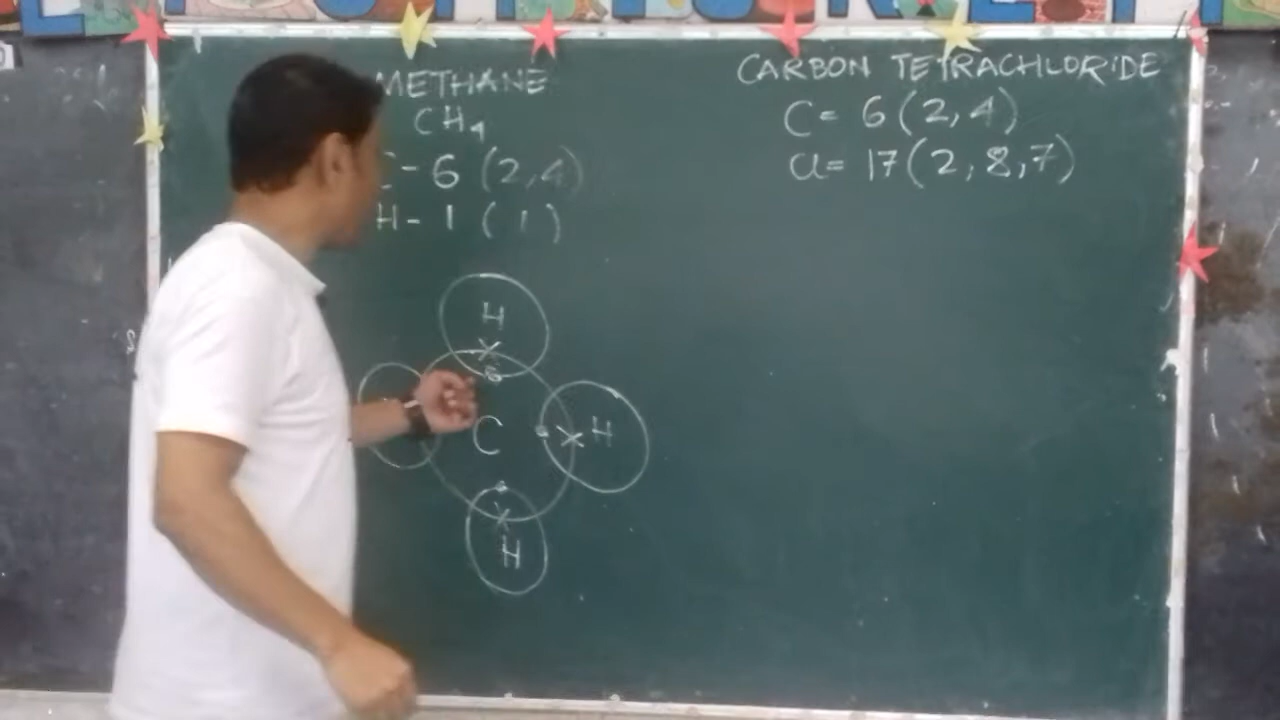 METHANE
CH4
C-6 (2,4)
H-1 (1)
H
C
H
H
CARBON TETRACHLORIDE
C= 6(2,4)
Cl= 17(2,8,7)